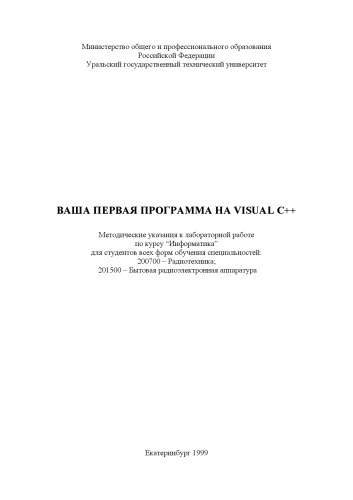 Министерство общего и профессионального образования
Российской Федерации
Уральский государственный технический университет
ВАША ПЕРВАЯ ПРОГРАММА НА VISUAL C++
Методические указания к лабораторной работе
по курсу “Информатика”
для студентов всех форм обучения специальностей:
200700 – Радиотехника;
201500 – Бытовая радиоэлектронная аппаратура
Екатеринбург 1999